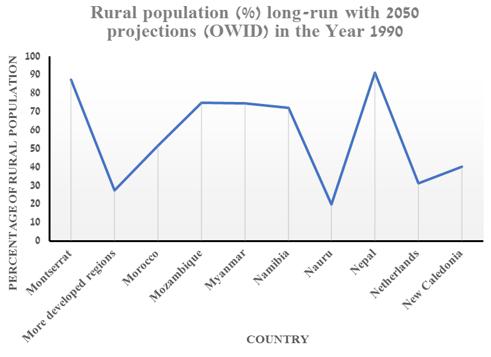 Rural population (%) long-run with 2050
projections (OWID) in the Year 1990
PERCENTAGE OF RURAL POPULATION
100
90
80
70
60
50
40
30
20
10
0
Montserrat
More developed regions
Morocco
Mozambique
Myanmar
Namibia
Nauru
Nepal
Netherlands
New Caledonia
COUNTRY